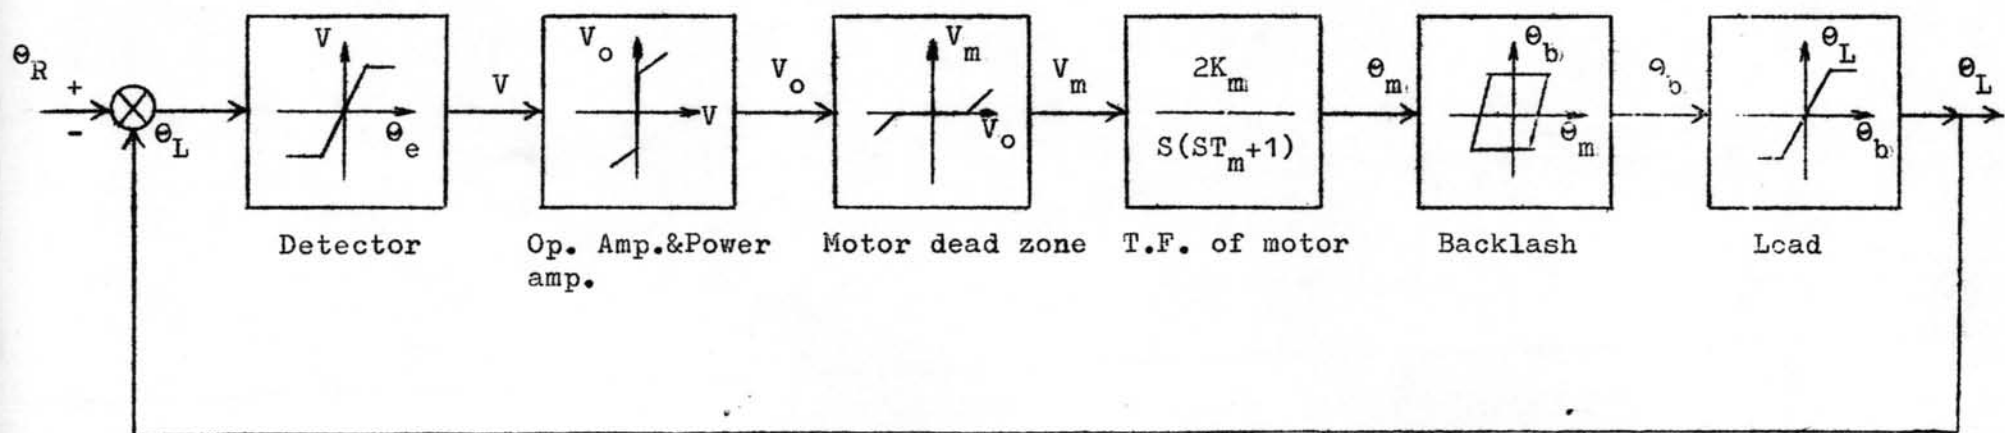 Θ_R
+
-
Θ_L
V
Θ_e
V
V_o
V
V_o
V_m
V_o
V_m
2K_m
S(ST_m+1)
Θ_m
Θ_b
Θ_m
Θ_b
Θ_L
Θ_b
Θ_L
Detector
Op. Amp.&Power
amp.
Motor dead zone
T.F. of motor
Backlash
Load